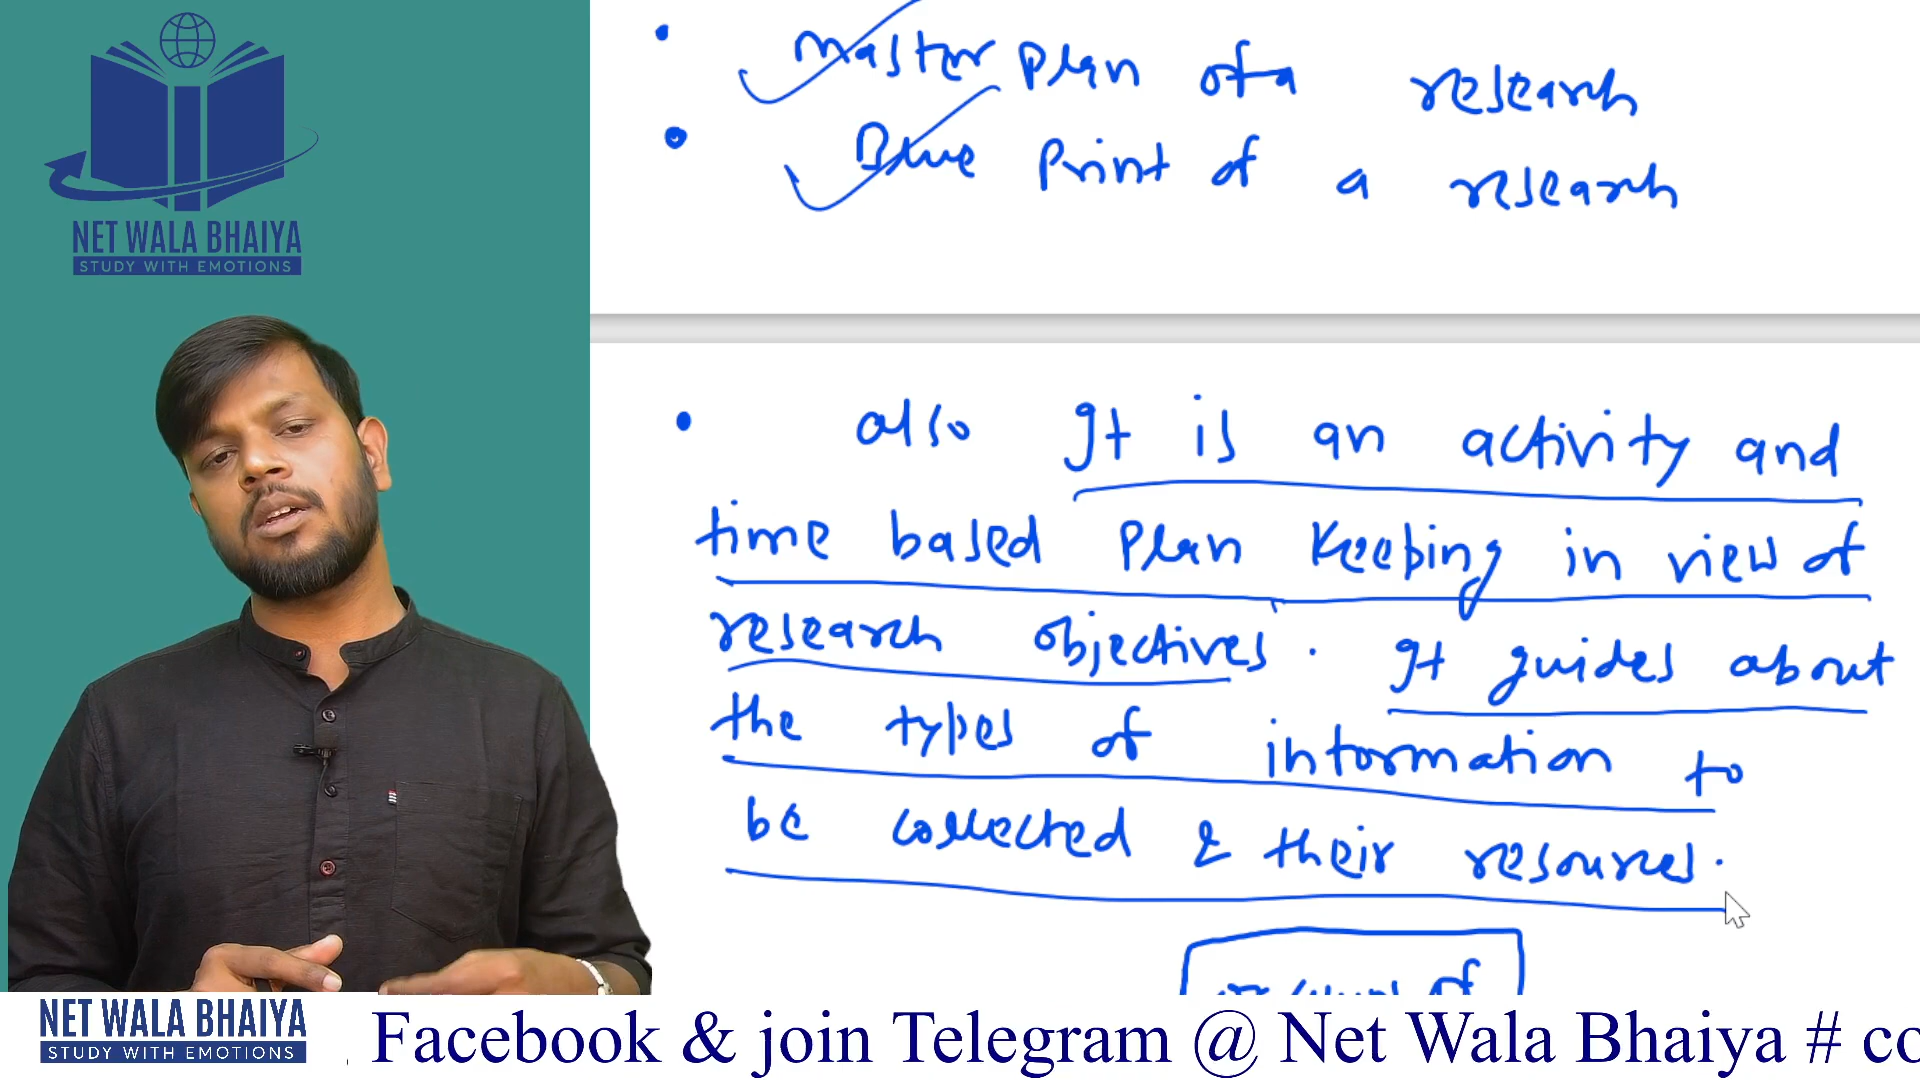 NET WALA BHAIYA
STUDY WITH EMOTIONS
• Master Plan of a research
• Blue Print of a research
• also It is an activity and
time based Plan Keeping in view of
research objectives. It guides about
the types of information to
be collected & their resources.
of
NET WALA BHAIYA
STUDY WITH EMOTIONS
Facebook & join Telegram @ Net Wala Bhaiya # co